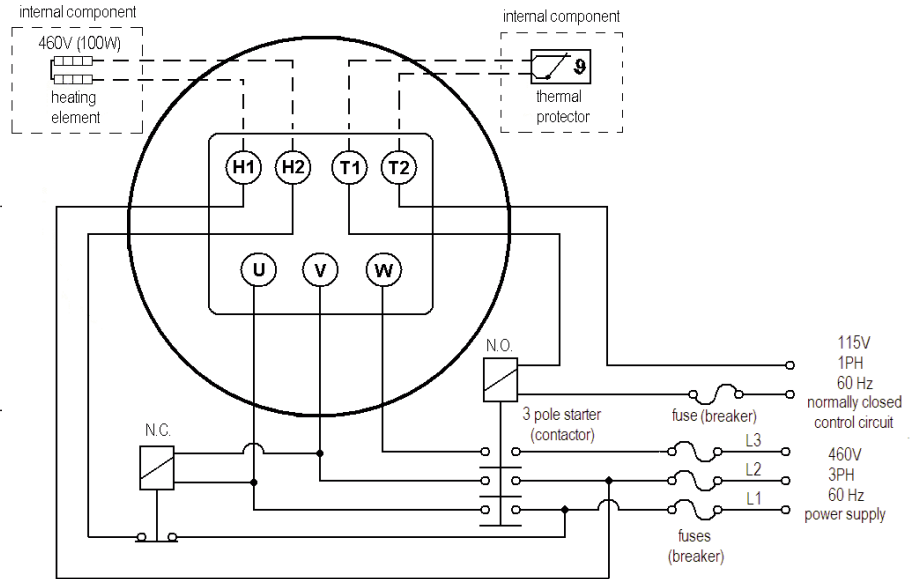 internal component
internal component
460V (100W)
heating
element
ϑ
thermal
protector
H1 H2 T1 T2
U V W
N.O.
115V
1PH
60 Hz
normally closed
control circuit
3 pole starter
(contactor)
fuse (breaker)
N.C.
L3
460V
L2
3PH
L1
60 Hz
power supply
fuses
(breaker)